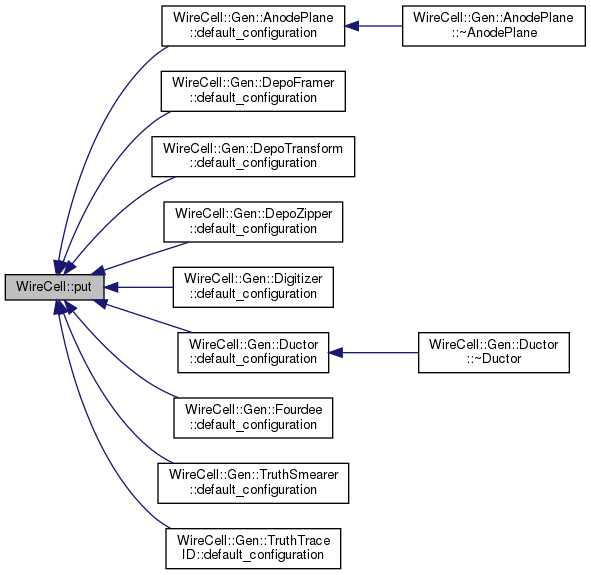 WireCell::Gen::AnodePlane
::default_configuration
WireCell::Gen::AnodePlane
::~AnodePlane
WireCell::Gen::DepoFramer
::default_configuration
WireCell::Gen::DepoTransform
::default_configuration
WireCell::Gen::DepoZipper
::default_configuration
WireCell::put
WireCell::Gen::Digitizer
::default_configuration
WireCell::Gen::Ductor
::default_configuration
WireCell::Gen::Ductor
::~Ductor
WireCell::Gen::Fourdee
::default_configuration
WireCell::Gen::TruthSmearer
::default_configuration
WireCell::Gen::TruthTrace
ID::default_configuration